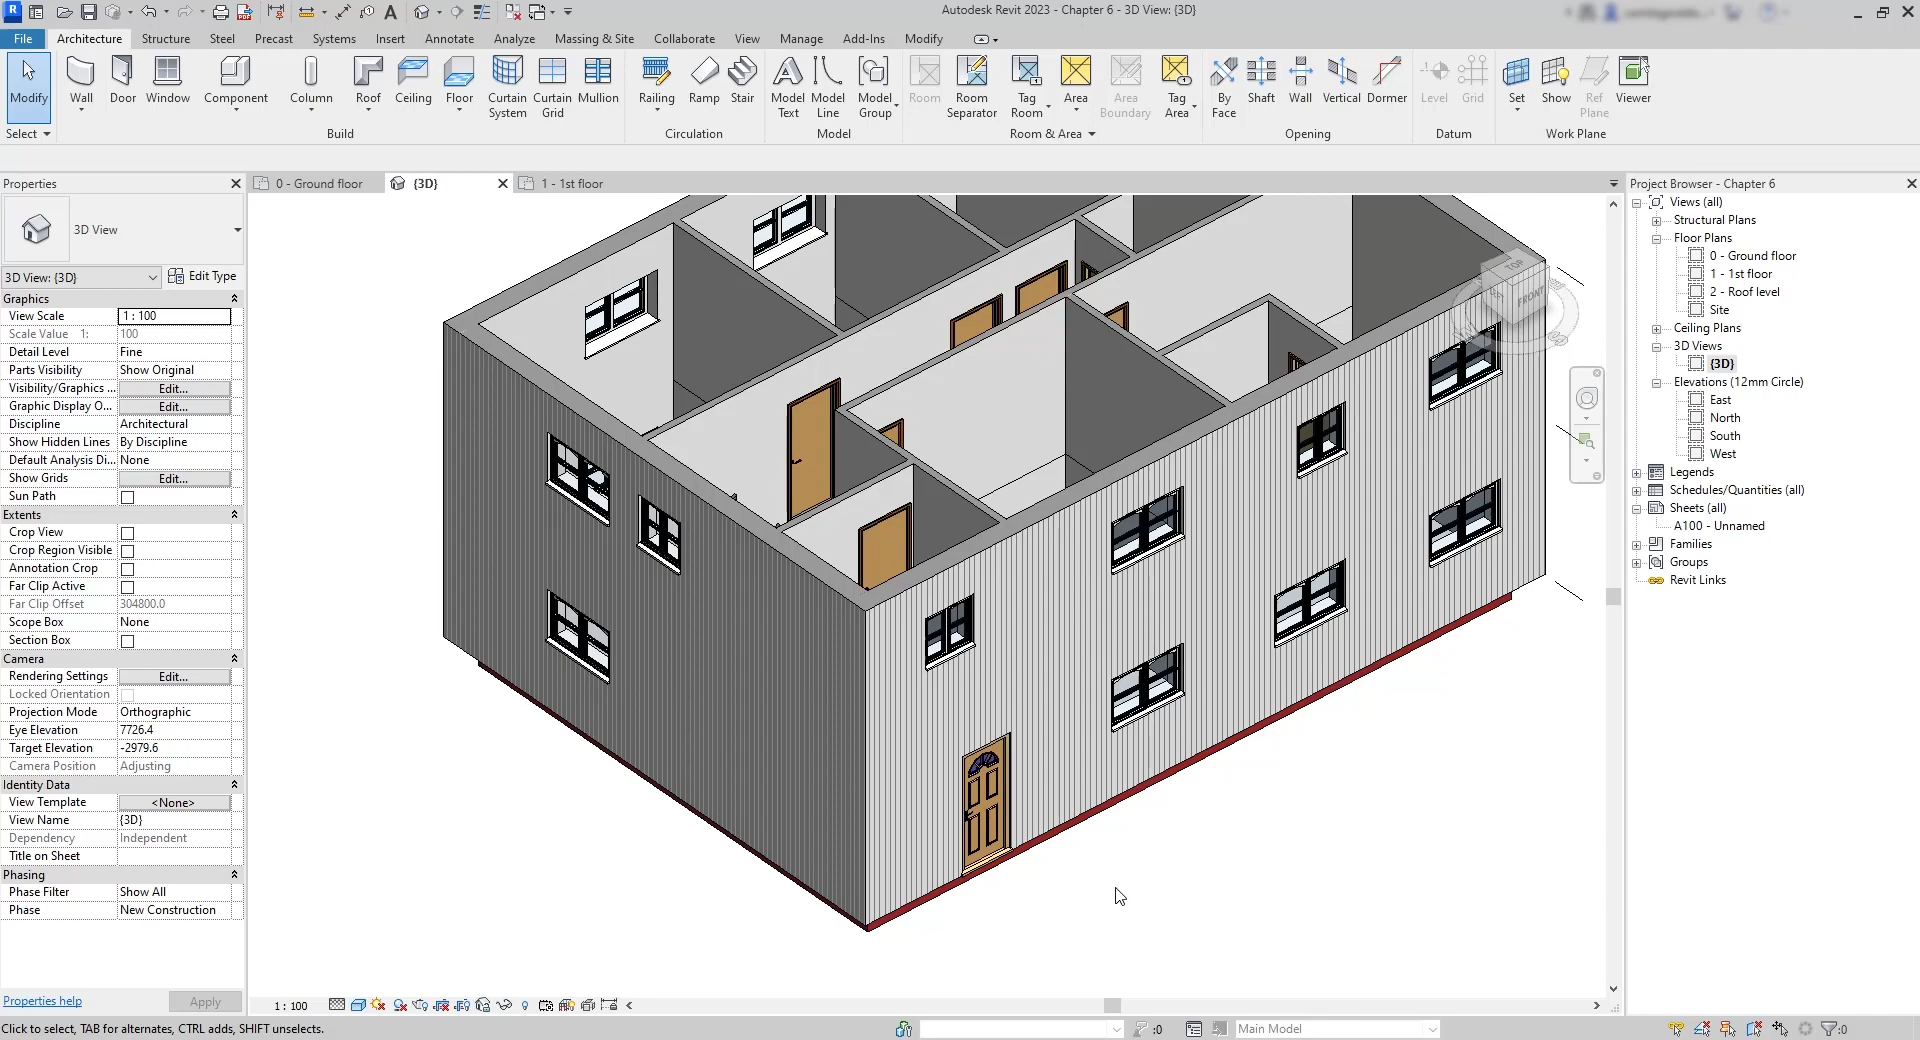 Autodesk Revit 2023 - Chapter 6 - 3D View: {3D}
File Architecture Structure Steel Precast Systems Insert Annotate Analyze Massing & Site Collaborate View Manage Add-Ins Modify
Modify Wall Door Window Component Column Roof Ceiling Floor Curtain System Curtain Grid Mullion Railing Ramp Stair Model Text Model Line Model Group Room Room Separator Tag Room Area Area Boundary Tag Area By Face Shaft Wall Vertical Dormer Level Grid Set Show Ref Plane Viewer
Select Build Circulation Model Room & Area Opening Datum Work Plane
Properties
0 - Ground floor {3D} 1 - 1st floor
3D View
3D View: {3D} Edit Type
Graphics
View Scale 1 : 100
Scale Value 1: 100
Detail Level Fine
Parts Visibility Show Original
Visibility/Graphics ... Edit...
Graphic Display O... Edit...
Discipline Architectural
Show Hidden Lines By Discipline
Default Analysis Di... None
Show Grids Edit...
Sun Path
Extents
Crop View
Crop Region Visible
Annotation Crop
Far Clip Active
Far Clip Offset 304800.0
Scope Box None
Section Box
Camera
Rendering Settings Edit...
Locked Orientation
Projection Mode Orthographic
Eye Elevation 7726.4
Target Elevation -2979.6
Camera Position Adjusting
Identity Data
View Template <None>
View Name {3D}
Dependency Independent
Title on Sheet
Phasing
Phase Filter Show All
Phase New Construction
Properties help Apply
TOP
FRONT
Project Browser - Chapter 6
Views (all)
Structural Plans
Floor Plans
0 - Ground floor
1 - 1st floor
2 - Roof level
Site
Ceiling Plans
3D Views
{3D}
Elevations (12mm Circle)
East
North
South
West
Legends
Schedules/Quantities (all)
Sheets (all)
A100 - Unnamed
Families
Groups
Revit Links
1 : 100
Click to select, TAB for alternates, CTRL adds, SHIFT unselects. :0 Main Model :0